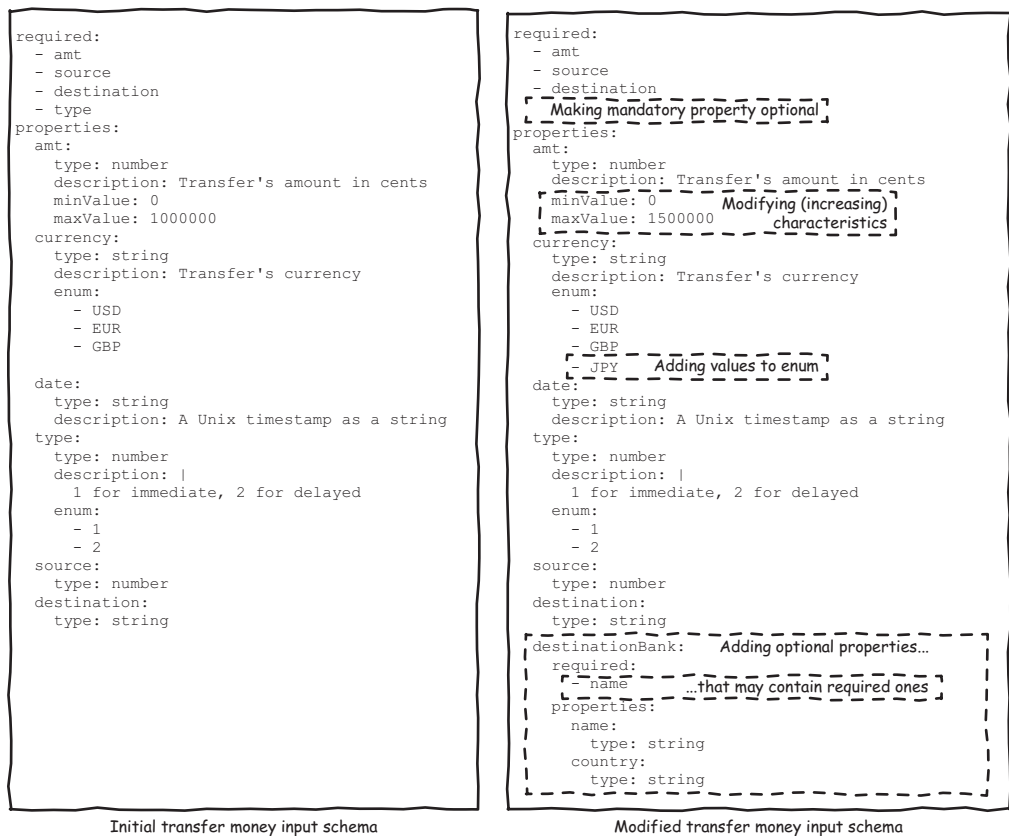 required:
- amt
- source
- destination
- type
properties:
amt:
type: number
description: Transfer's amount in cents
minValue: 0
maxValue: 1000000
currency:
type: string
description: Transfer's currency
enum:
- USD
- EUR
- GBP
date:
type: string
description: A Unix timestamp as a string
type:
type: number
description: |
1 for immediate, 2 for delayed
enum:
- 1
- 2
source:
type: number
destination:
type: string
Initial transfer money input schema
required:
- amt
- source
- destination
Making mandatory property optional
properties:
amt:
type: number
description: Transfer's amount in cents
minValue: 0 Modifying (increasing)
maxValue: 1500000 characteristics
currency:
type: string
description: Transfer's currency
enum:
- USD
- EUR
- GBP
- JPY Adding values to enum
date:
type: string
description: A Unix timestamp as a string
type:
type: number
description: |
1 for immediate, 2 for delayed
enum:
- 1
- 2
source:
type: number
destination:
type: string
destinationBank: Adding optional properties...
required:
- name ...that may contain required ones
properties:
name:
type: string
country:
type: string
Modified transfer money input schema